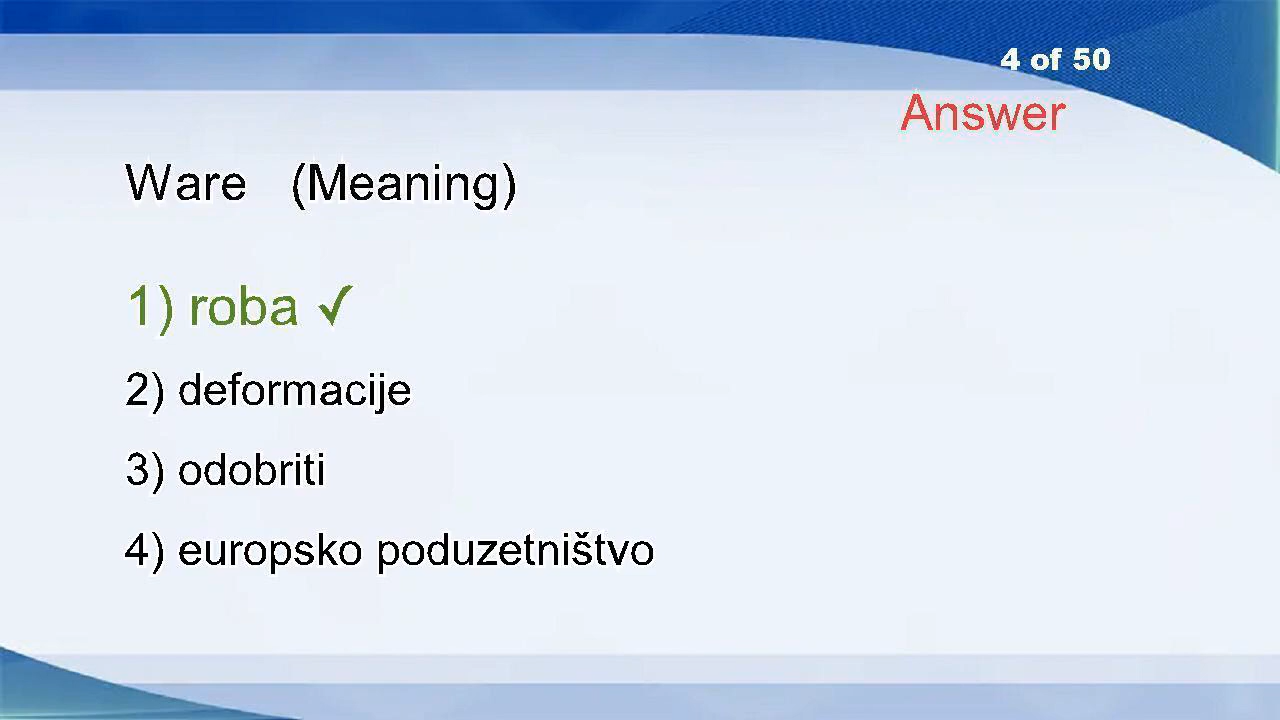 4 of 50
Answer
Ware (Meaning)
1) roba ✓
2) deformacije
3) odobriti
4) europsko poduzetništvo